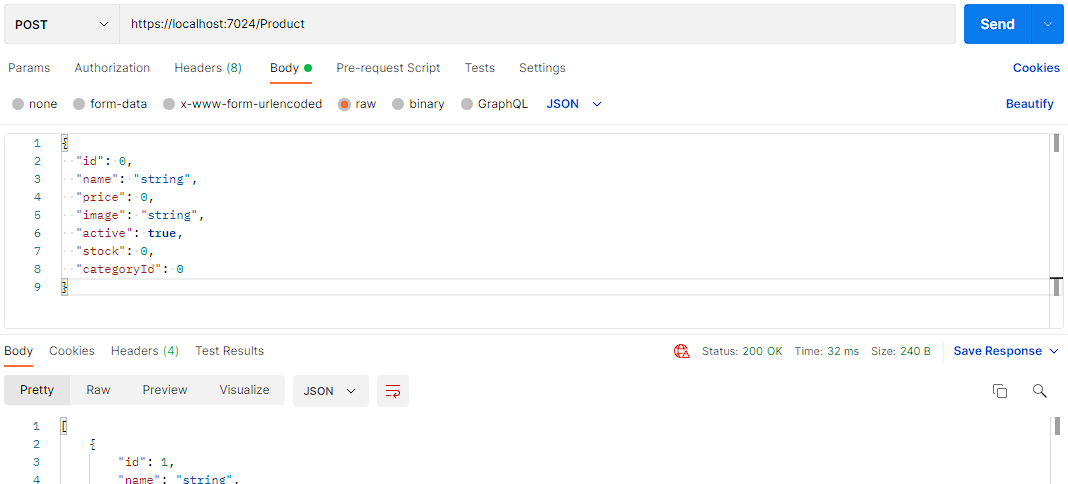 POST https://localhost:7024/Product Send
Params Authorization Headers (8) Body Pre-request Script Tests Settings Cookies
none form-data x-www-form-urlencoded raw binary GraphQL JSON Beautify
1 {
2 "id": 0,
3 "name": "string",
4 "price": 0,
5 "image": "string",
6 "active": true,
7 "stock": 0,
8 "categoryId": 0
9 }
Body Cookies Headers (4) Test Results Status: 200 OK Time: 32 ms Size: 240 B Save Response
Pretty Raw Preview Visualize JSON
1 [
2 {
3 "id": 1,
4 "name": "string",